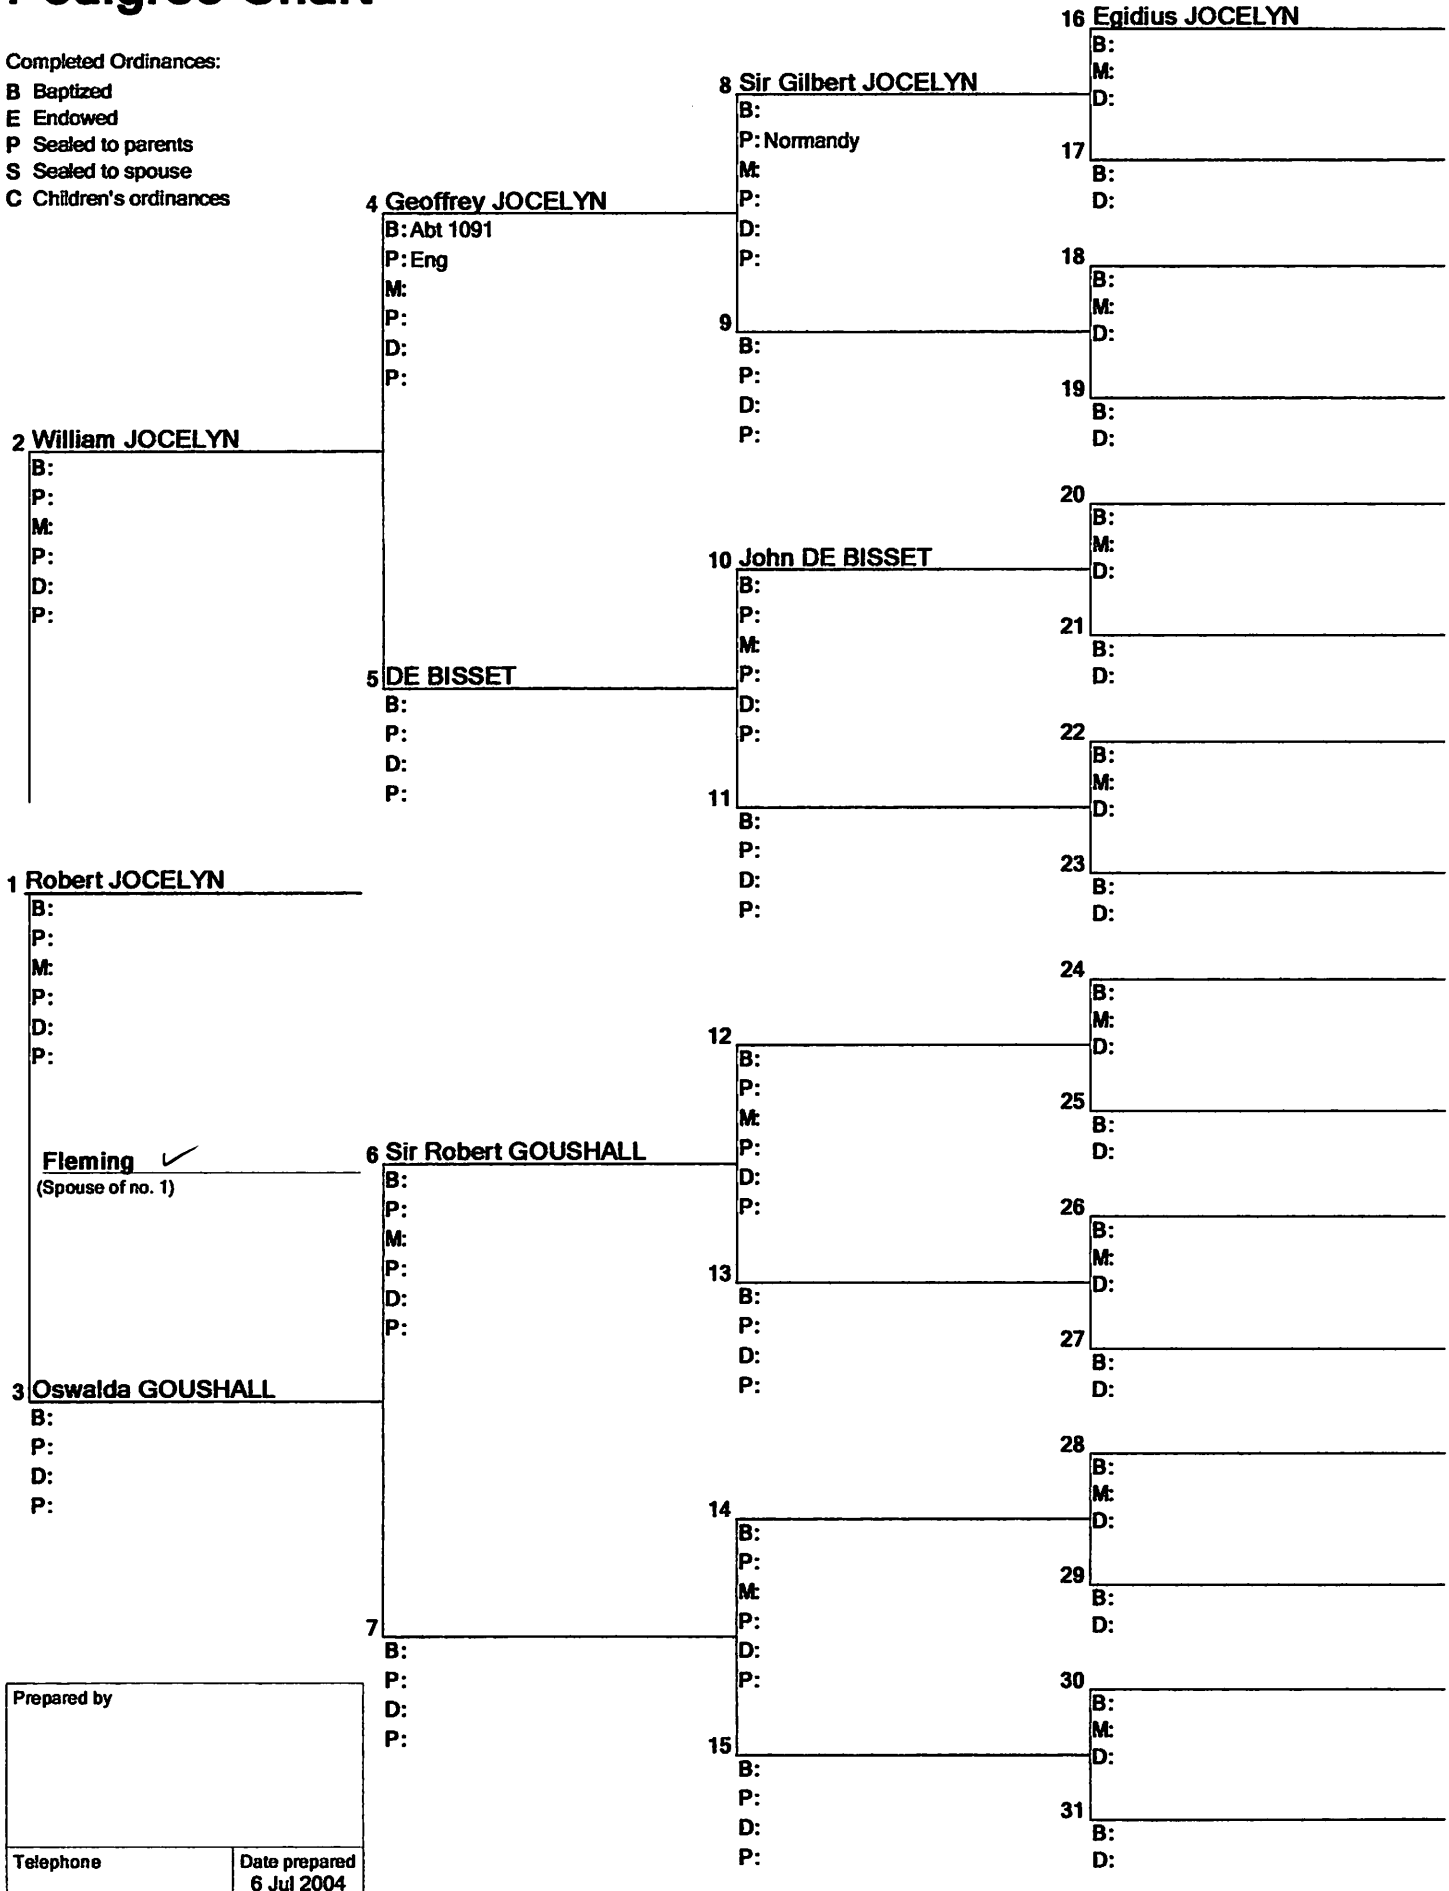 Completed Ordinances:
B Baptized
E Endowed
P Sealed to parents
S Sealed to spouse
C Children's ordinances
2 William JOCELYN
B:
P:
M:
P:
D:
P:
1 Robert JOCELYN
B:
P:
M:
P:
D:
P:
Fleming
(Spouse of no. 1)
3 Oswalda GOUSHALL
B:
P:
D:
P:
Prepared by
Telephone
Date prepared
6 Jul 2004
4 Geoffrey JOCELYN
B: Abt 1091
P: Eng
M:
P:
D:
P:
5 DE BISSET
B:
P:
D:
P:
6 Sir Robert GOUSHALL
B:
P:
M:
P:
D:
P:
7
B:
P:
D:
P:
8 Sir Gilbert JOCELYN
B:
P: Normandy
M:
P:
D:
P:
9
B:
P:
D:
P:
10 John DE BISSET
B:
P:
M:
P:
D:
P:
11
B:
P:
D:
P:
12
B:
P:
M:
P:
D:
P:
13
B:
P:
D:
P:
14
B:
P:
M:
P:
D:
P:
15
B:
P:
D:
P:
16 Egidius JOCELYN
B:
M:
D:
17
B:
D:
18
B:
M:
D:
19
B:
D:
20
B:
M:
D:
21
B:
D:
22
B:
M:
D:
23
B:
D:
24
B:
M:
D:
25
B:
D:
26
B:
M:
D:
27
B:
D:
28
B:
M:
D:
29
B:
D:
30
B:
M:
D:
31
B:
D: